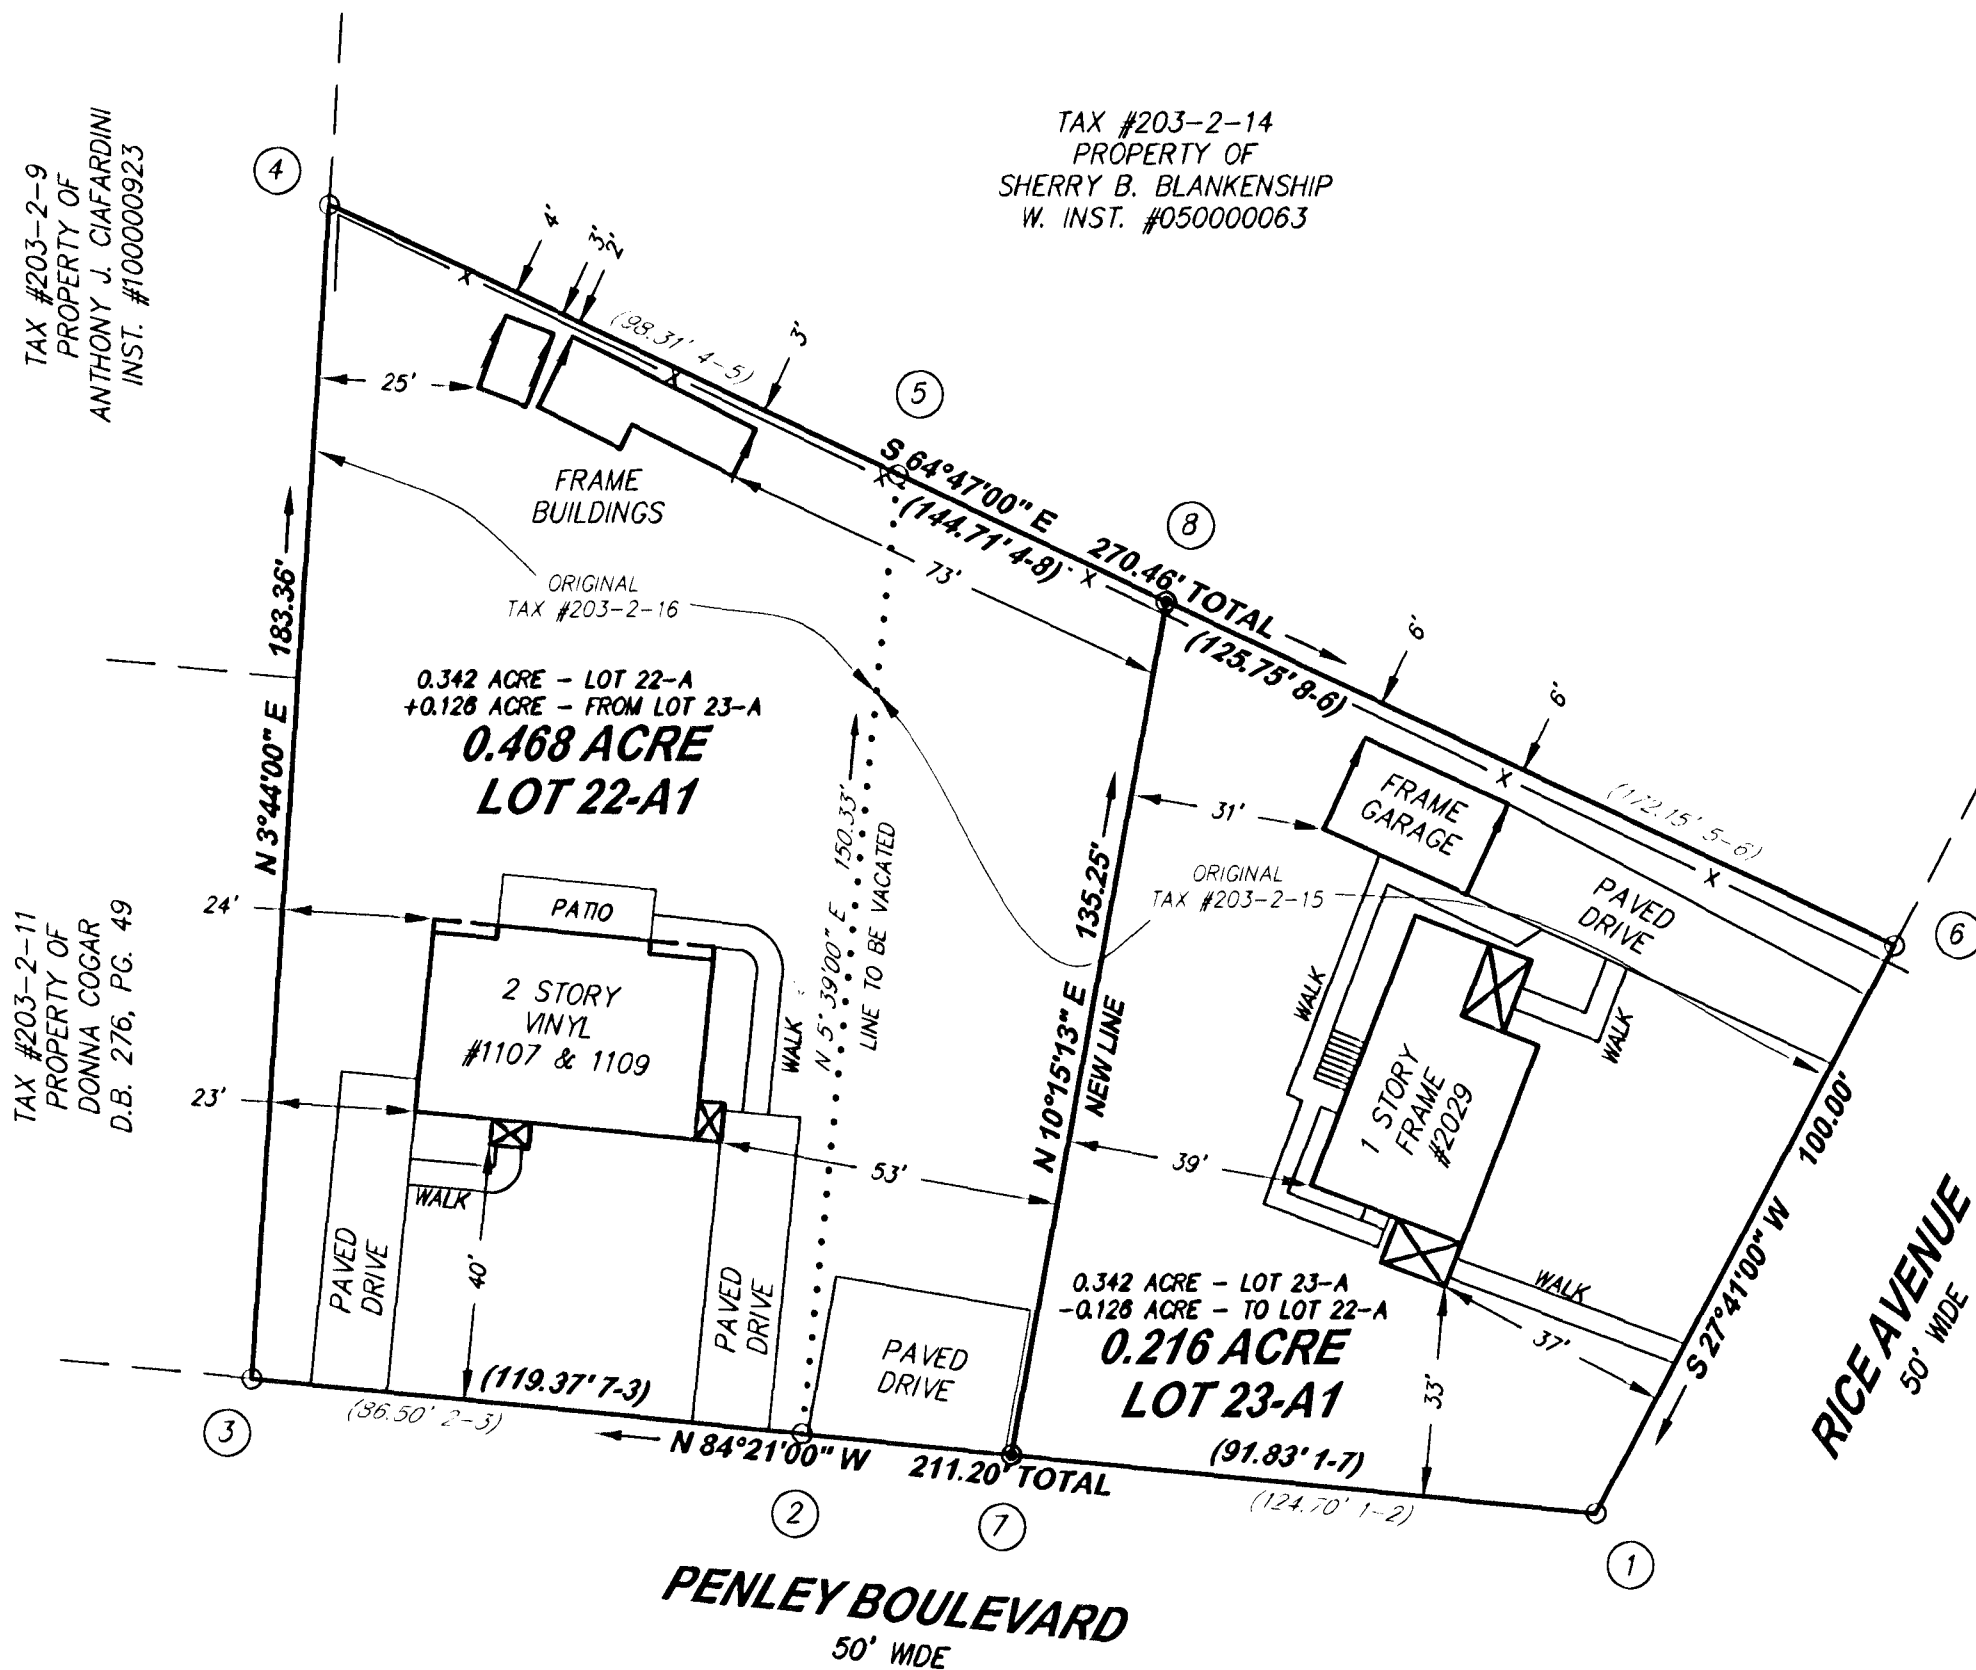 TAX #203-2-9
PROPERTY OF
ANTHONY J. CIAFARDINI
INST. #100000923
TAX #203-2-14
PROPERTY OF
SHERRY B. BLANKENSHIP
W. INST. #050000063
4
4'
3'
2'
(98.31' 4-5)
3'
25'
5
FRAME
BUILDINGS
S 64°47'00" E
270.46' TOTAL
(144.71' 4-8)
8
73'
6'
6'
(125.75' 8-6)
(172.15' 5-6)
ORIGINAL
TAX #203-2-16
N 3°44'00" E 183.36'
0.342 ACRE - LOT 22-A
+0.126 ACRE - FROM LOT 23-A
0.468 ACRE
LOT 22-A1
N 5°39'00" E 150.33'
LINE TO BE VACATED
N 10°15'13" E 135.25'
NEW LINE
31'
FRAME
GARAGE
ORIGINAL
TAX #203-2-15
PAVED
DRIVE
6
TAX #203-2-11
PROPERTY OF
DONNA COGAR
D.B. 276, PG. 49
24'
PATIO
2 STORY
VINYL
#1107 & 1109
WALK
WALK
WALK
23'
1 STORY
FRAME
#2029
S 27°41'00" W 100.00'
RICE AVENUE
50' WIDE
53'
39'
WALK
40'
PAVED
DRIVE
PAVED
DRIVE
PAVED
DRIVE
0.342 ACRE - LOT 23-A
-0.126 ACRE - TO LOT 22-A
0.216 ACRE
LOT 23-A1
WALK
37'
33'
3
(119.37' 7-3)
(86.50' 2-3)
N 84°21'00" W 211.20' TOTAL
(91.83' 1-7)
(124.70' 1-2)
2
7
1
PENLEY BOULEVARD
50' WIDE